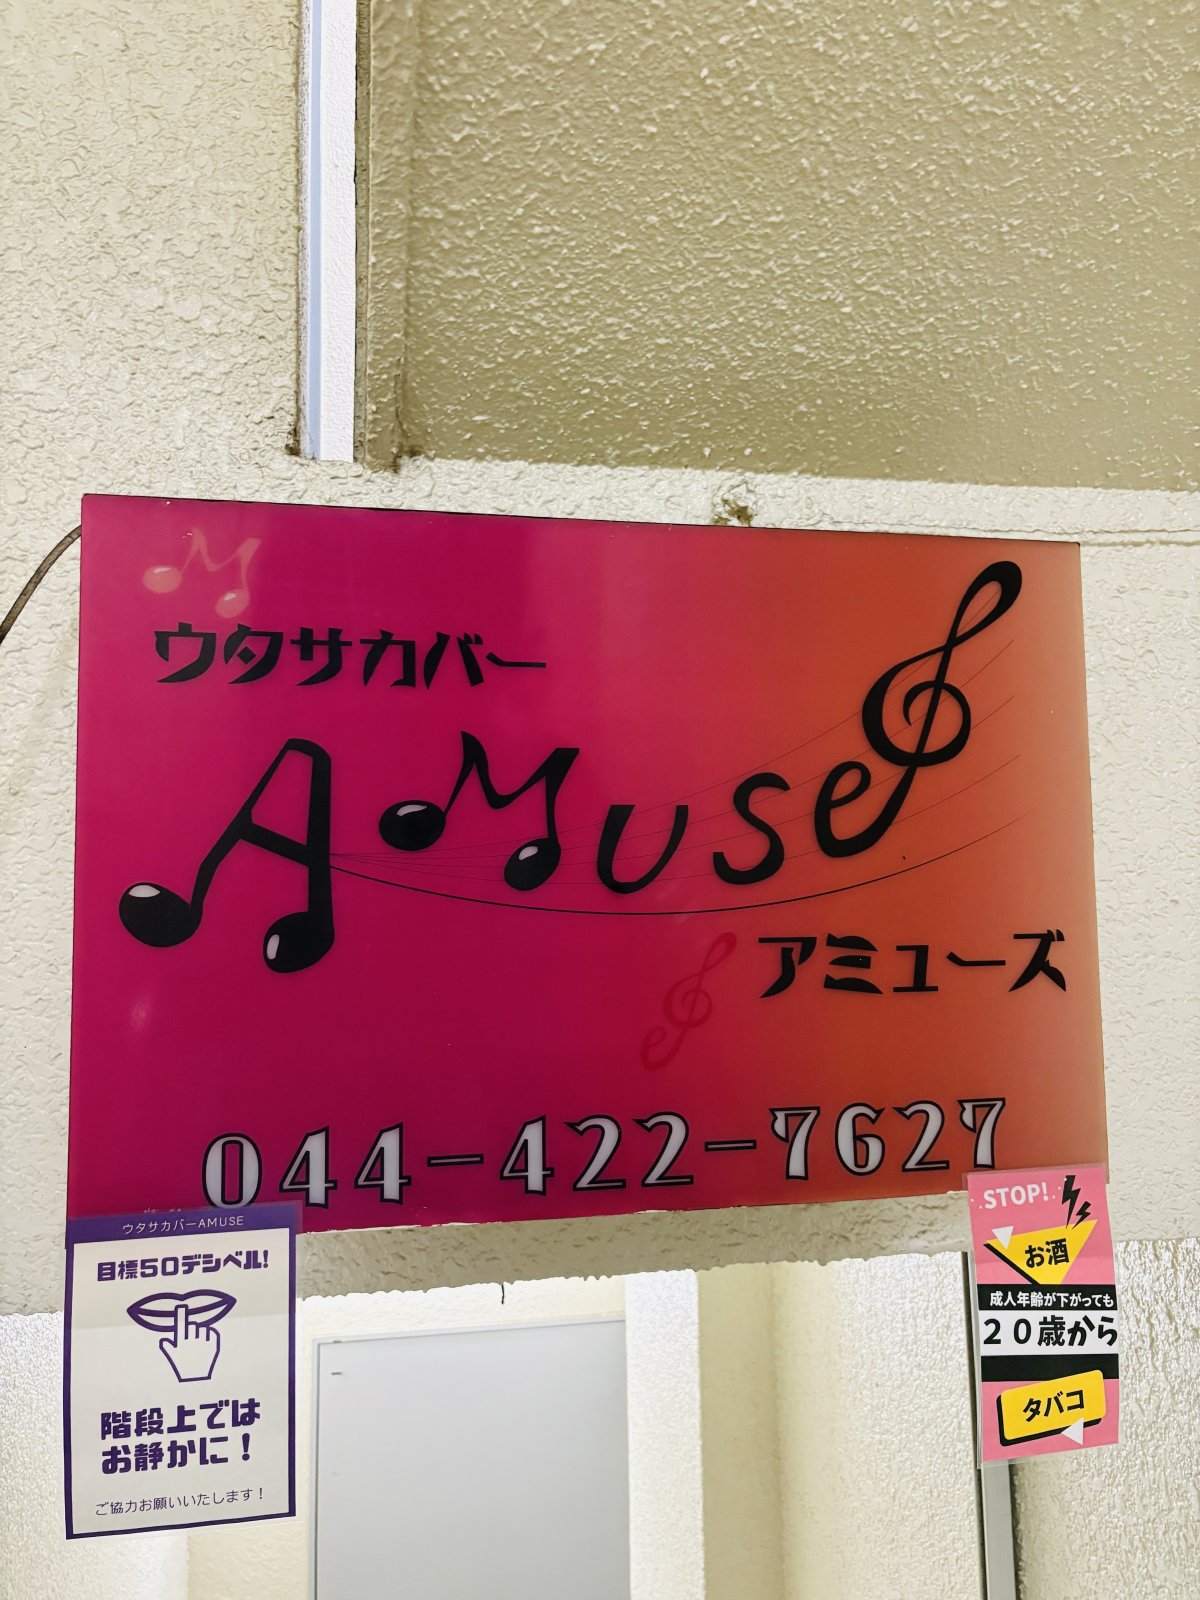 ウタサカバー
AMUSE
アミューズ
044-422-7627
ウタサカバーAMUSE
目標50デシベル!
階段上では
お静かに!
ご協力お願いいたします!
STOP!
お酒
成人年齢が下がっても
20歳から
タバコ